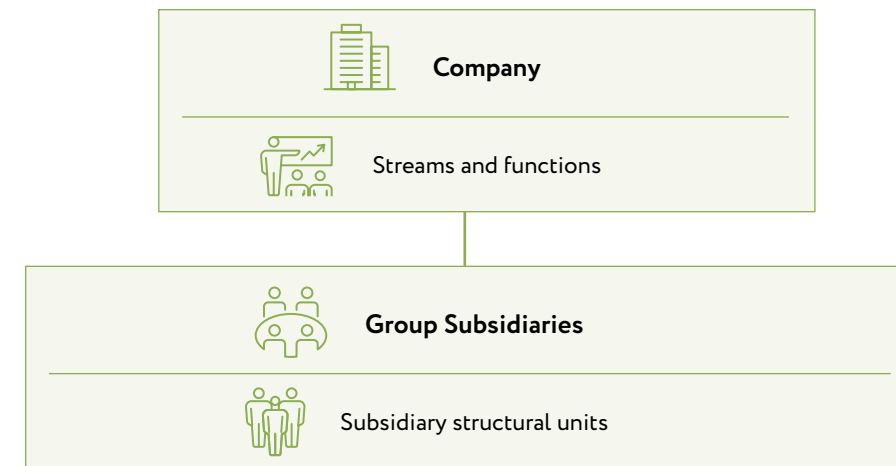 Company
Streams and functions
Group Subsidiaries
Subsidiary structural units